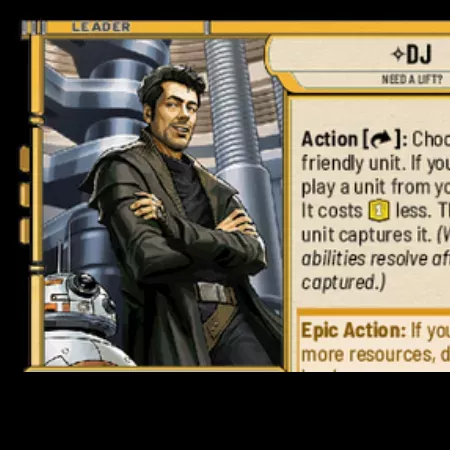 LEADER
✧DJ
NEED A LIFT?
Action [↷]: Choo
friendly unit. If you
play a unit from yo
It costs 1 less. T
unit captures it. (W
abilities resolve af
captured.)
Epic Action: If you
more resources, d